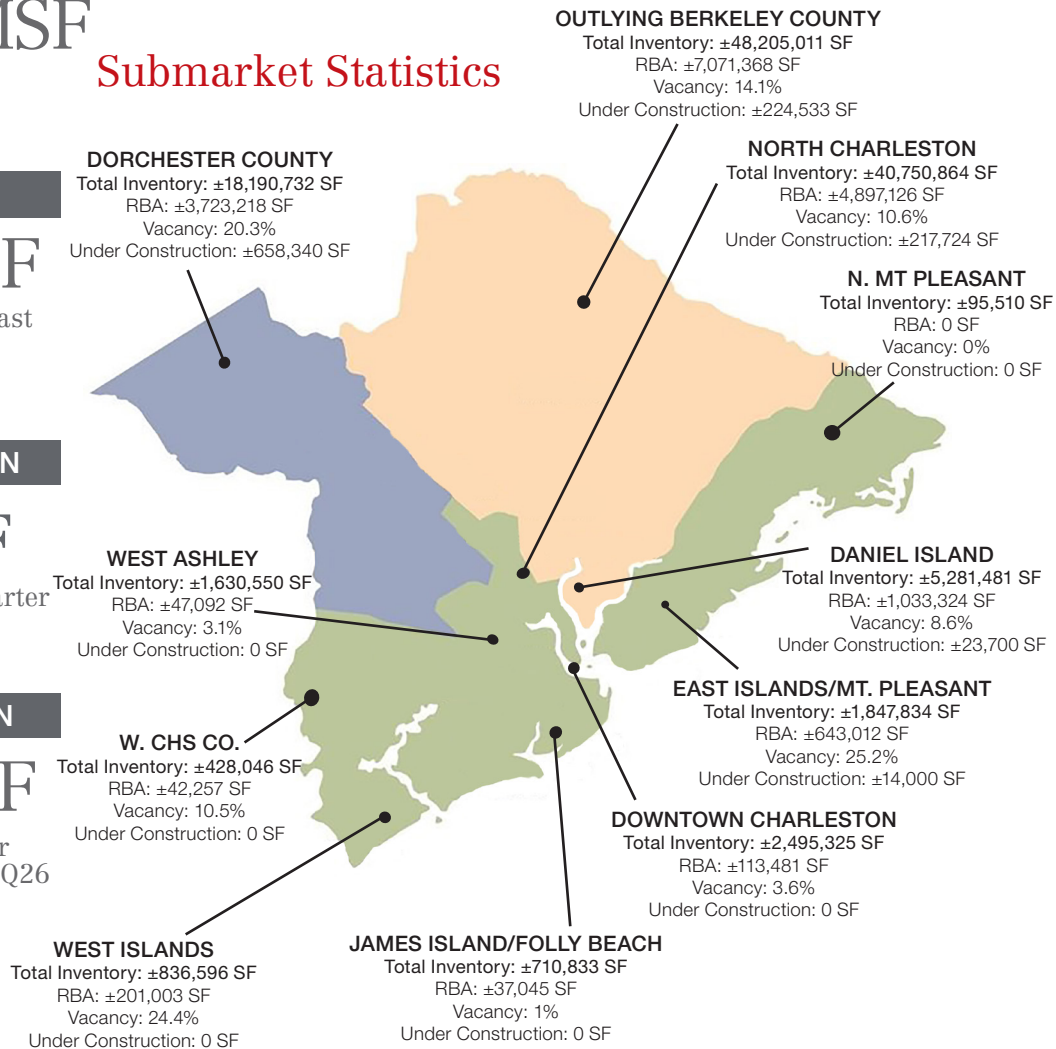 MSF
Submarket Statistics
OUTLYING BERKELEY COUNTY
Total Inventory: ±48,205,011 SF
RBA: ±7,071,368 SF
Vacancy: 14.1%
Under Construction: ±224,533 SF
DORCHESTER COUNTY
Total Inventory: ±18,190,732 SF
RBA: ±3,723,218 SF
Vacancy: 20.3%
Under Construction: ±658,340 SF
NORTH CHARLESTON
Total Inventory: ±40,750,864 SF
RBA: ±4,897,126 SF
Vacancy: 10.6%
Under Construction: ±217,724 SF
F
ast
N. MT PLEASANT
Total Inventory: ±95,510 SF
RBA: 0 SF
Vacancy: 0%
Under Construction: 0 SF
N
F
arter
WEST ASHLEY
Total Inventory: ±1,630,550 SF
RBA: ±47,092 SF
Vacancy: 3.1%
Under Construction: 0 SF
DANIEL ISLAND
Total Inventory: ±5,281,481 SF
RBA: ±1,033,324 SF
Vacancy: 8.6%
Under Construction: ±23,700 SF
EAST ISLANDS/MT. PLEASANT
Total Inventory: ±1,847,834 SF
RBA: ±643,012 SF
Vacancy: 25.2%
Under Construction: ±14,000 SF
N
F
r
Q26
W. CHS CO.
Total Inventory: ±428,046 SF
RBA: ±42,257 SF
Vacancy: 10.5%
Under Construction: 0 SF
DOWNTOWN CHARLESTON
Total Inventory: ±2,495,325 SF
RBA: ±113,481 SF
Vacancy: 3.6%
Under Construction: 0 SF
WEST ISLANDS
Total Inventory: ±836,596 SF
RBA: ±201,003 SF
Vacancy: 24.4%
Under Construction: 0 SF
JAMES ISLAND/FOLLY BEACH
Total Inventory: ±710,833 SF
RBA: ±37,045 SF
Vacancy: 1%
Under Construction: 0 SF